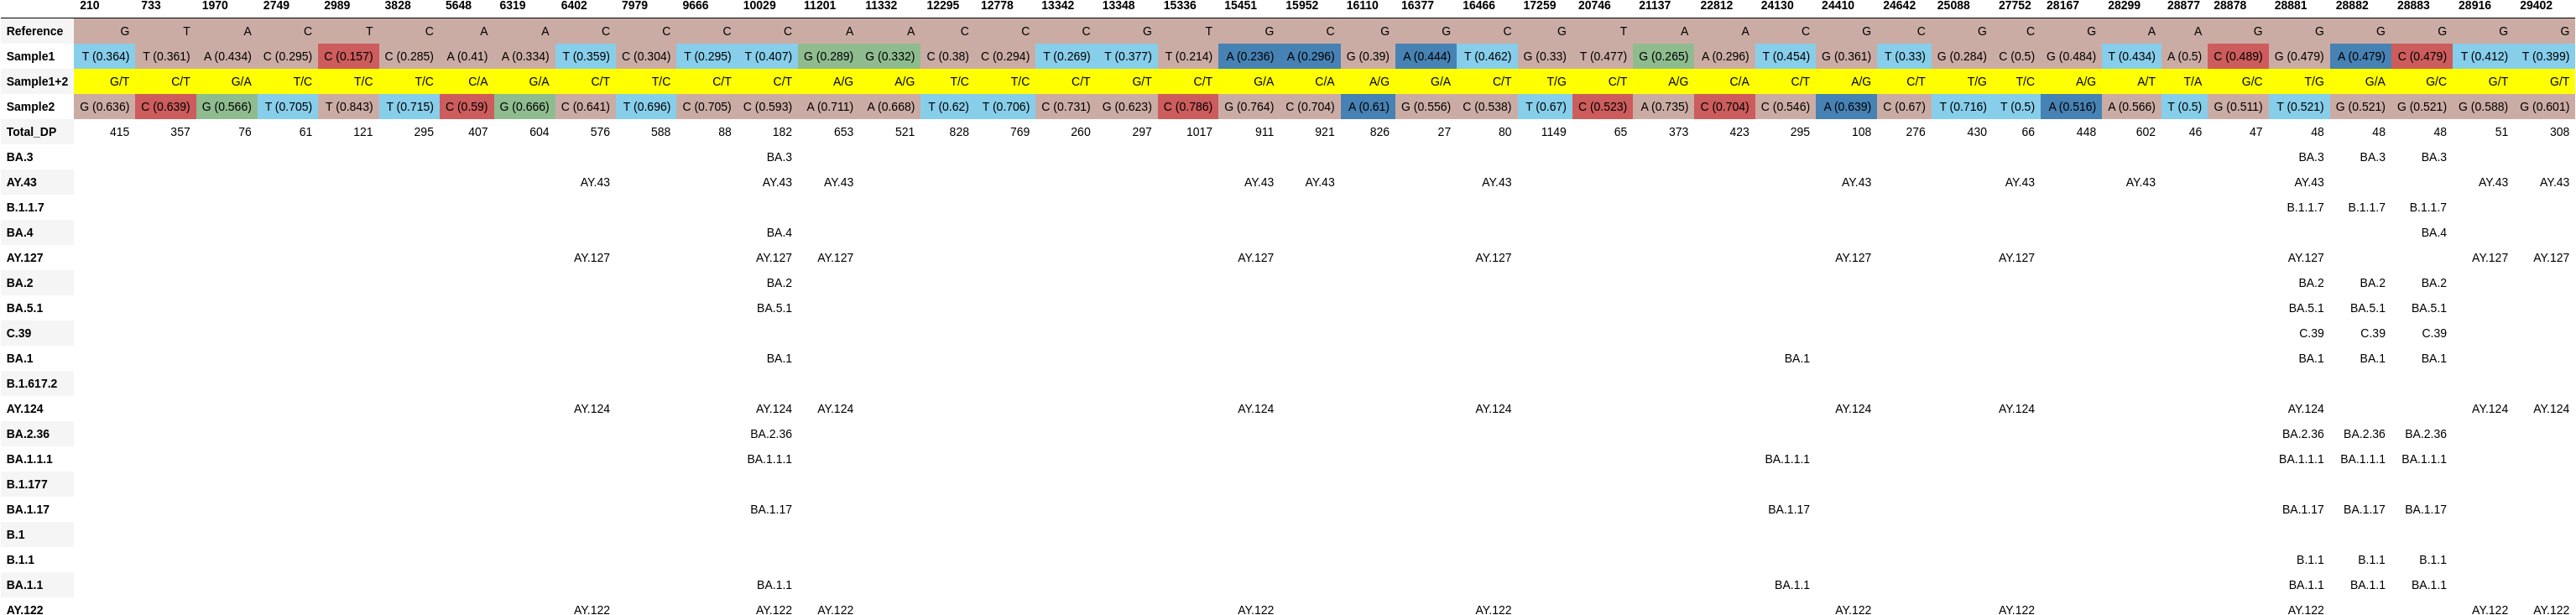 210 733 1970 2749 2989 3828 5648 6319 6402 7979 9666 10029 11201 11332 12295 12778 13342 13348 15336 15451 15952 16110 16377 16466 17259 20746 21137 22812 24130 24410 24642 25088 27752 28167 28299 28877 28878 28881 28882 28883 28916 29402
Reference G T A C T C A A C C C C A A C C C G T G C G G C G T A A C G C G C G A A G G G G G G
Sample1 T (0.364) T (0.361) A (0.434) C (0.295) C (0.157) C (0.285) A (0.41) A (0.334) T (0.359) C (0.304) T (0.295) T (0.407) G (0.289) G (0.332) C (0.38) C (0.294) T (0.269) T (0.377) T (0.214) A (0.236) A (0.296) G (0.39) A (0.444) T (0.462) G (0.33) T (0.477) G (0.265) A (0.296) T (0.454) G (0.361) T (0.33) G (0.284) C (0.5) G (0.484) T (0.434) A (0.5) C (0.489) G (0.479) A (0.479) C (0.479) T (0.412) T (0.399)
Sample1+2 G/T C/T G/A T/C T/C T/C C/A G/A C/T T/C C/T C/T A/G A/G T/C T/C C/T G/T C/T G/A C/A A/G G/A C/T T/G C/T A/G C/A C/T A/G C/T T/G T/C A/G A/T T/A G/C T/G G/A G/C G/T G/T
Sample2 G (0.636) C (0.639) G (0.566) T (0.705) T (0.843) T (0.715) C (0.59) G (0.666) C (0.641) T (0.696) C (0.705) C (0.593) A (0.711) A (0.668) T (0.62) T (0.706) C (0.731) G (0.623) C (0.786) G (0.764) C (0.704) A (0.61) G (0.556) C (0.538) T (0.67) C (0.523) A (0.735) C (0.704) C (0.546) A (0.639) C (0.67) T (0.716) T (0.5) A (0.516) A (0.566) T (0.5) G (0.511) T (0.521) G (0.521) G (0.521) G (0.588) G (0.601)
Total_DP 415 357 76 61 121 295 407 604 576 588 88 182 653 521 828 769 260 297 1017 911 921 826 27 80 1149 65 373 423 295 108 276 430 66 448 602 46 47 48 48 48 51 308
BA.3 BA.3 BA.3 BA.3 BA.3
AY.43 AY.43 AY.43 AY.43 AY.43 AY.43 AY.43 AY.43 AY.43 AY.43 AY.43 AY.43 AY.43
B.1.1.7 B.1.1.7 B.1.1.7 B.1.1.7
BA.4 BA.4 BA.4
AY.127 AY.127 AY.127 AY.127 AY.127 AY.127 AY.127 AY.127 AY.127 AY.127 AY.127
BA.2 BA.2 BA.2 BA.2 BA.2
BA.5.1 BA.5.1 BA.5.1 BA.5.1 BA.5.1
C.39 C.39 C.39 C.39
BA.1 BA.1 BA.1 BA.1 BA.1 BA.1
B.1.617.2
AY.124 AY.124 AY.124 AY.124 AY.124 AY.124 AY.124 AY.124 AY.124 AY.124 AY.124
BA.2.36 BA.2.36 BA.2.36 BA.2.36 BA.2.36
BA.1.1.1 BA.1.1.1 BA.1.1.1 BA.1.1.1 BA.1.1.1 BA.1.1.1
B.1.177
BA.1.17 BA.1.17 BA.1.17 BA.1.17 BA.1.17 BA.1.17
B.1
B.1.1 B.1.1 B.1.1 B.1.1
BA.1.1 BA.1.1 BA.1.1 BA.1.1 BA.1.1 BA.1.1
AY.122 AY.122 AY.122 AY.122 AY.122 AY.122 AY.122 AY.122 AY.122 AY.122 AY.122